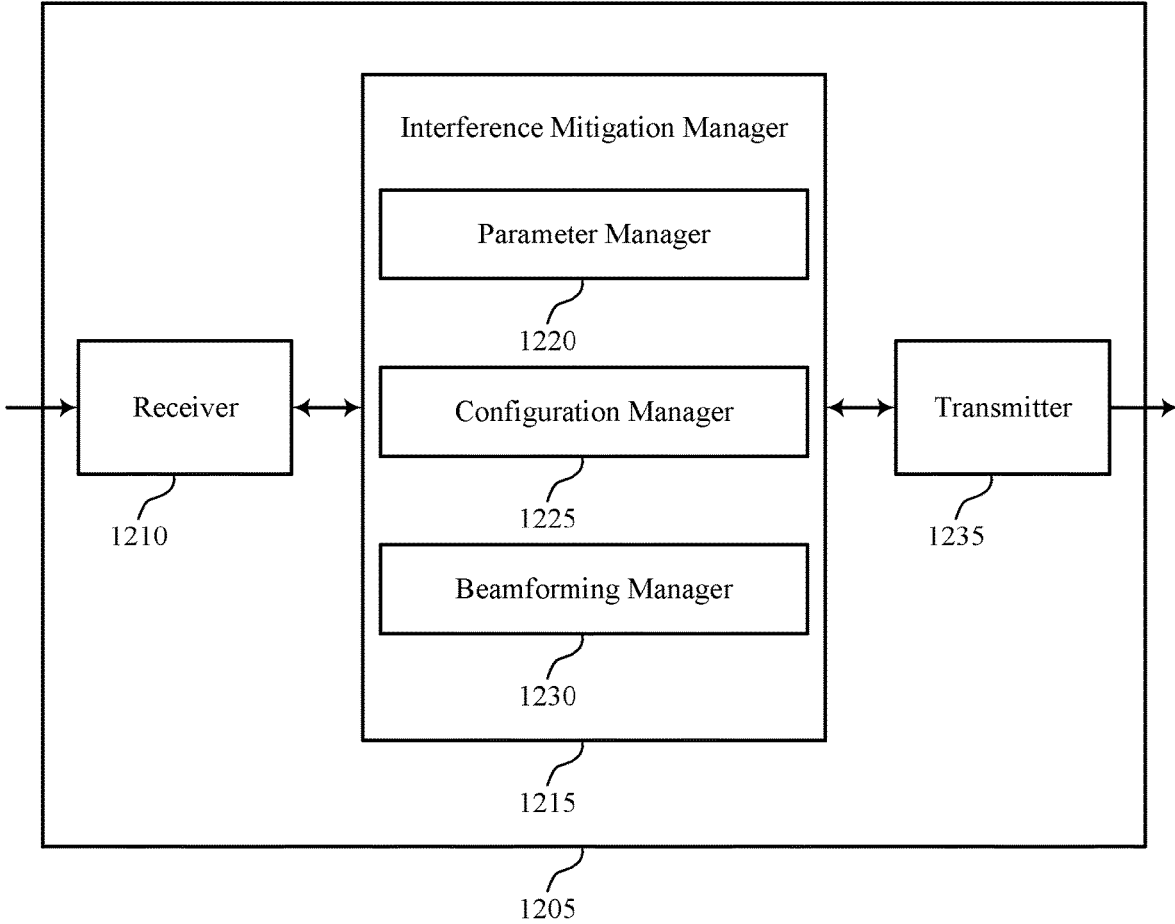 Interference Mitigation Manager
Parameter Manager
1220
Receiver
1210
Configuration Manager
1225
Transmitter
1235
Beamforming Manager
1230
1215
1205